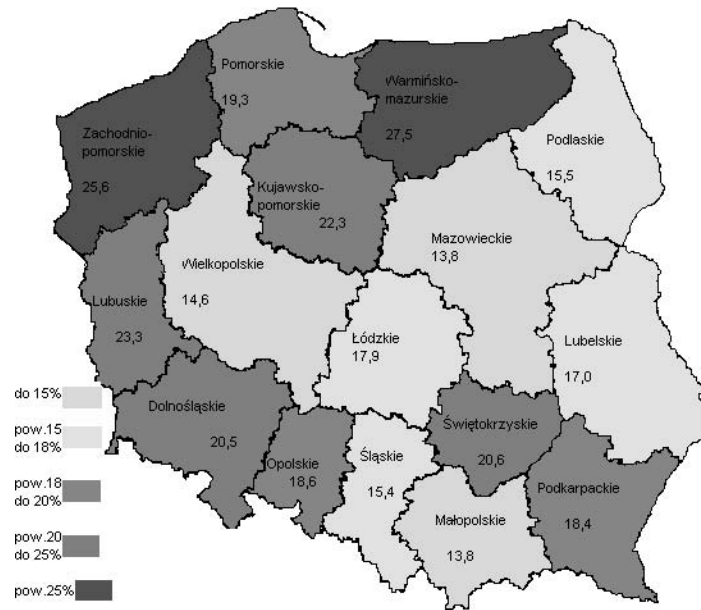 Pomorskie
19,3
Warmińsko-
mazurskie
27,5
Zachodnio-
pomorskie
25,6
Podlaskie
15,5
Kujawsko-
pomorskie
22,3
Mazowieckie
13,8
Wielkopolskie
14,6
Lubuskie
23,3
Łódzkie
17,9
Lubelskie
17,0
Dolnośląskie
20,5
Opolskie
18,6
Śląskie
15,4
Świętokrzyskie
20,6
Małopolskie
13,8
Podkarpackie
18,4
do 15%
pow.15
do 18%
pow.18
do 20%
pow.20
do 25%
pow.25%